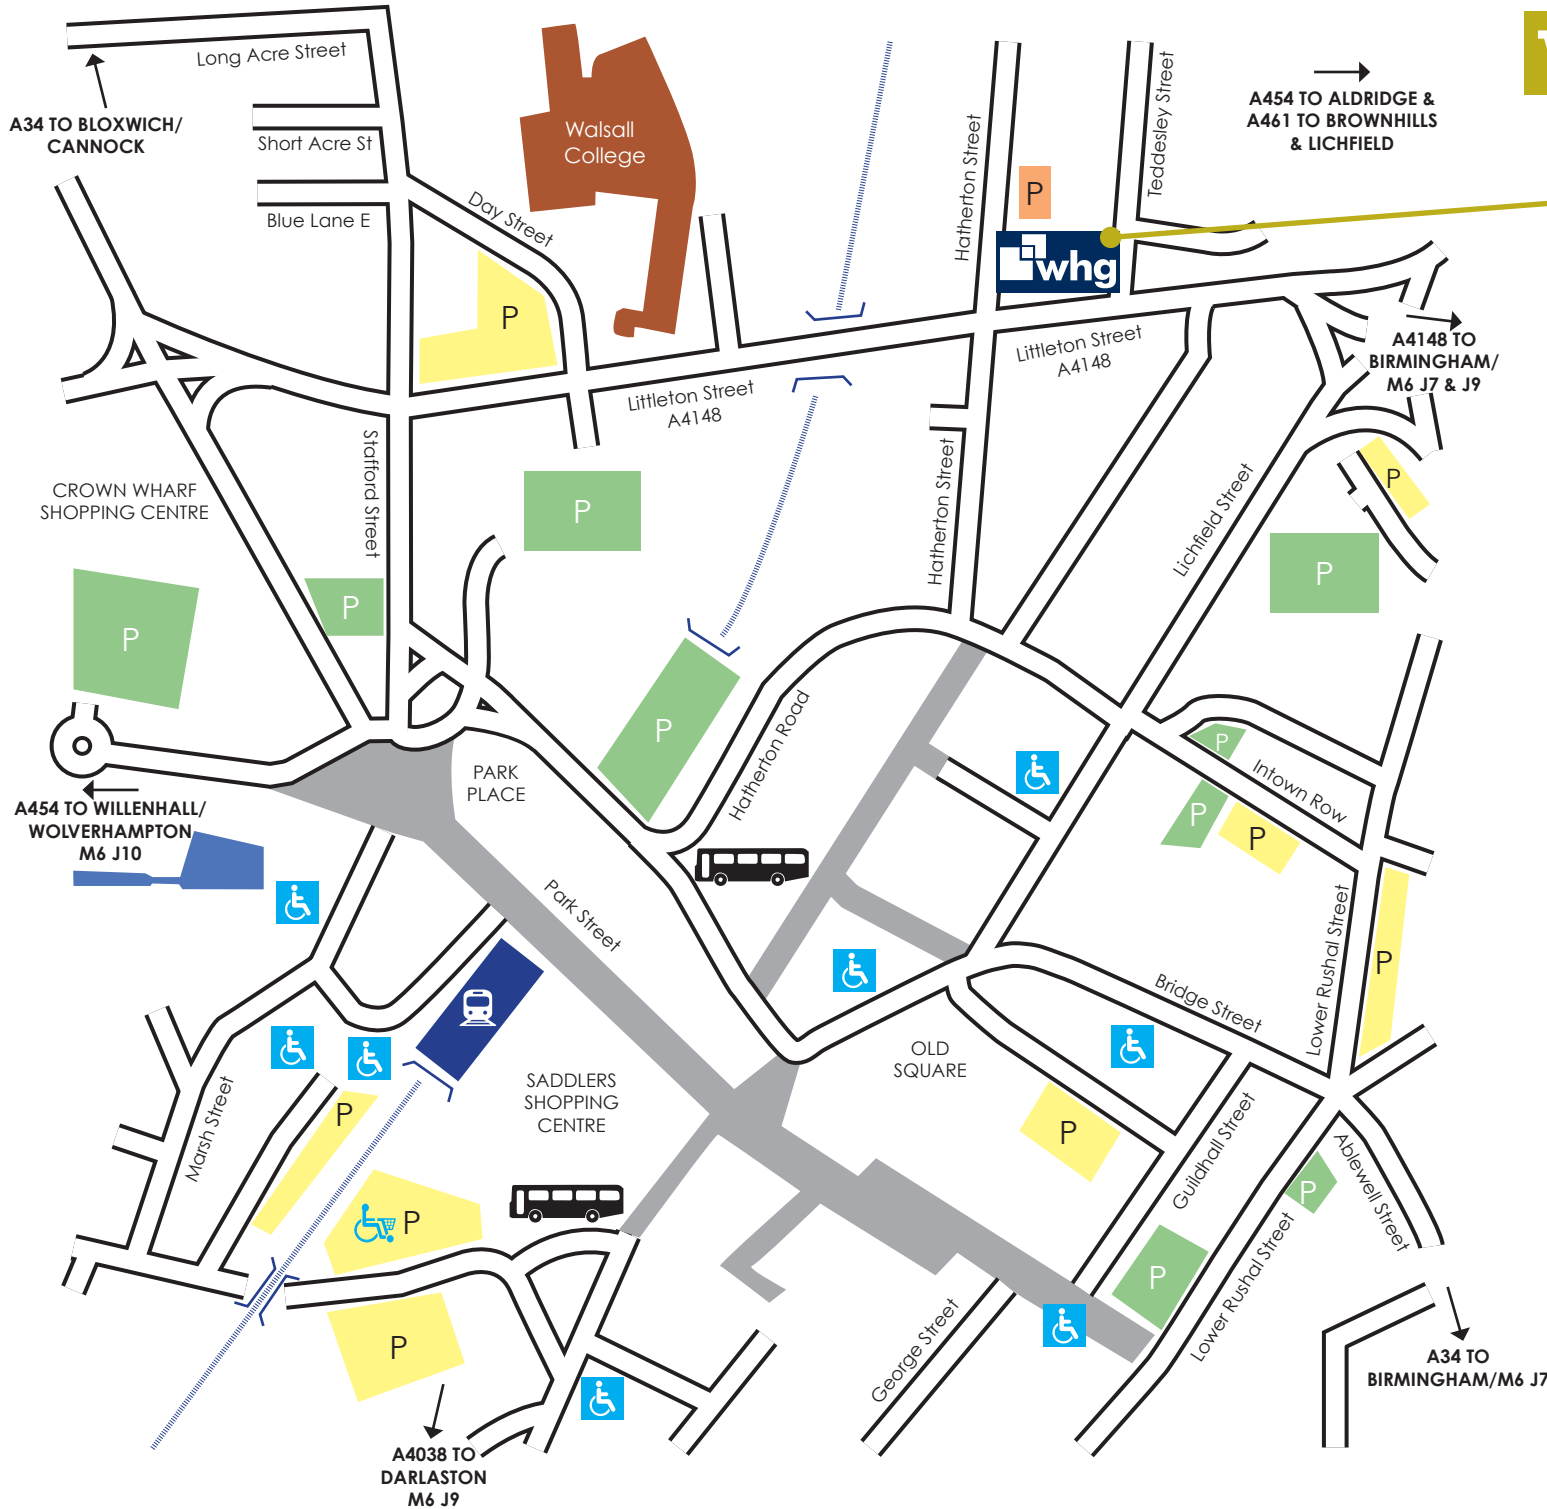 Long Acre Street
A34 TO BLOXWICH/
CANNOCK
Short Acre St
Blue Lane E
Day Street
Walsall
College
Hatherton Street
Teddesley Street
A454 TO ALDRIDGE &
A461 TO BROWNHILLS
& LICHFIELD
P
whg
P
Littleton Street
A4148
Littleton Street
A4148
A4148 TO
BIRMINGHAM/
M6 J7 & J9
Stafford Street
CROWN WHARF
SHOPPING CENTRE
Hatherton Street
Lichfield Street
P
P
P
P
P
P
P
Hatherton Road
PARK
PLACE
P
Intown Row
A454 TO WILLENHALL/
WOLVERHAMPTON
M6 J10
P
P
Park Street
Lower Rushal Street
P
Bridge Street
OLD
SQUARE
SADDLERS
SHOPPING
CENTRE
Marsh Street
P
P
Guildhall Street
Ablewell Street
P
P
P
Lower Rushal Street
George Street
P
A34 TO
BIRMINGHAM/M6 J7
A4038 TO
DARLASTON
M6 J9